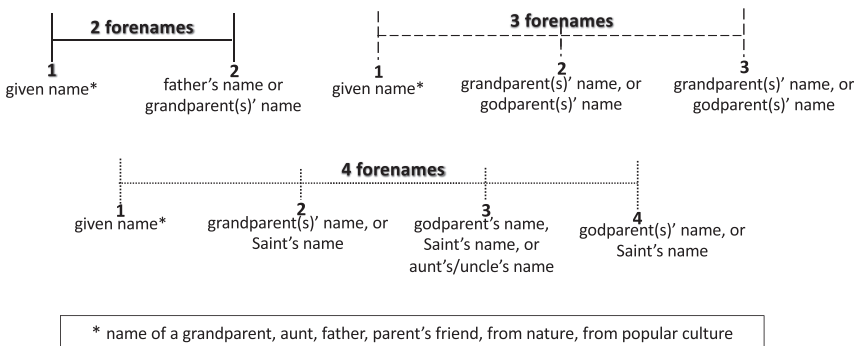 2 forenames
1
given name*
2
father’s name or
grandparent(s)’ name
3 forenames
1
given name*
2
grandparent(s)’ name, or
godparent(s)’ name
3
grandparent(s)’ name, or
godparent(s)’ name
4 forenames
1
given name*
2
grandparent(s)’ name, or
Saint’s name
3
godparent’s name,
Saint’s name, or
aunt’s/uncle’s name
4
godparent(s)’ name, or
Saint’s name
* name of a grandparent, aunt, father, parent’s friend, from nature, from popular culture